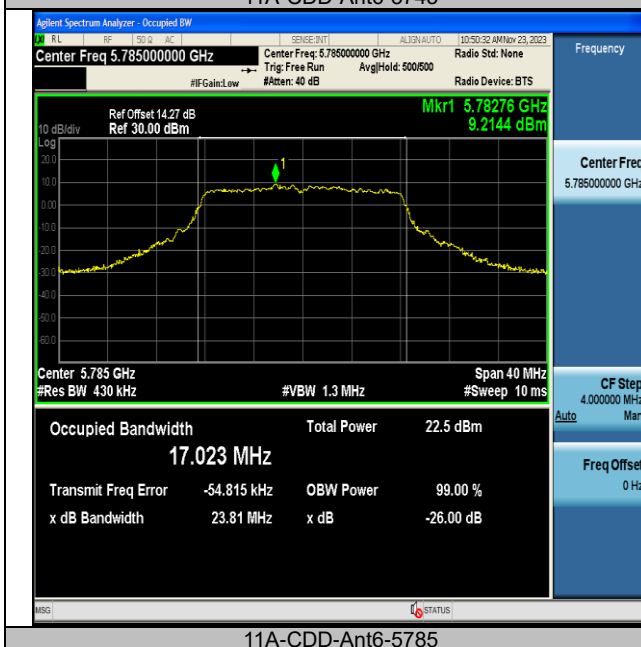 11A-CDD-Ant6-5745
Agilent Spectrum Analyzer - Occupied BW
RL RF 50 Ω AC SENSE:INT ALIGN AUTO 10:50:32 AM Nov 23, 2023
Center Freq 5.785000000 GHz
Center Freq: 5.785000000 GHz
Radio Std: None
Trig: Free Run Avg|Hold: 500/500
#IFGain:Low
#Atten: 40 dB
Radio Device: BTS
Ref Offset 14.27 dB
10 dB/div Ref 30.00 dBm
Mkr1 5.78276 GHz
9.2144 dBm
Log
20.0
10.0
0.00
-10.0
-20.0
-30.0
-40.0
-50.0
-60.0
1
Center 5.785 GHz Span 40 MHz
#Res BW 430 kHz #VBW 1.3 MHz #Sweep 10 ms
Occupied Bandwidth Total Power 22.5 dBm
17.023 MHz
Transmit Freq Error -54.815 kHz OBW Power 99.00 %
x dB Bandwidth 23.81 MHz x dB -26.00 dB
MSG STATUS
Frequency
Center Freq
5.785000000 GHz
CF Step
4.000000 MHz
Auto Man
Freq Offset
0 Hz
11A-CDD-Ant6-5785